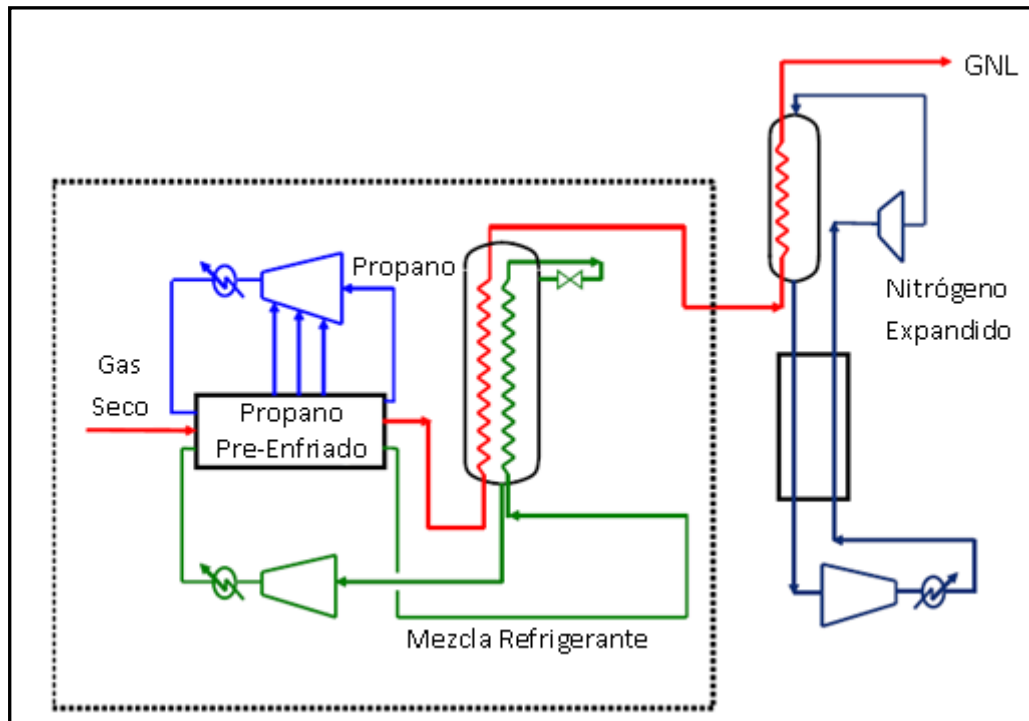 GNL
Propano
Nitrógeno
Expandido
Gas
Seco
Propano
Pre-Enfriado
Mezcla Refrigerante